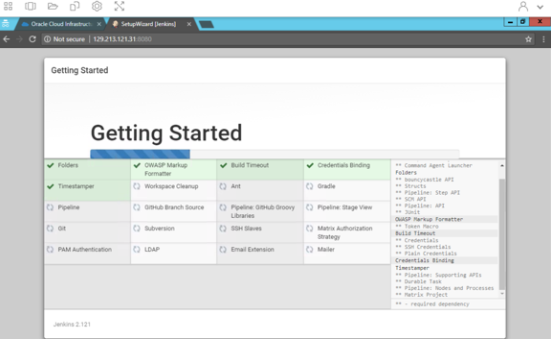 Oracle Cloud Infrastruct
SetupWizard [Jenkins]
Not secure | 129.213.121.31:8080
Getting Started
Getting Started
Folders
OWASP Markup Formatter
Build Timeout
Credentials Binding
Timestamper
Workspace Cleanup
Ant
Gradle
Pipeline
GitHub Branch Source
Pipeline: GitHub Groovy Libraries
Pipeline: Stage View
Git
Subversion
SSH Slaves
Matrix Authorization Strategy
PAM Authentication
LDAP
Email Extension
Mailer
** Command Agent Launcher
Folders
** bouncycastle API
** Structs
** Pipeline: Step API
** SCM API
** Pipeline: API
** JUnit
OWASP Markup Formatter
** Token Macro
Build Timeout
** Credentials
** SSH Credentials
** Plain Credentials
Credentials Binding
Timestamper
** Pipeline: Supporting APIs
** Durable Task
** Pipeline: Nodes and Processes
** Matrix Project
** - required dependency
Jenkins 2.121